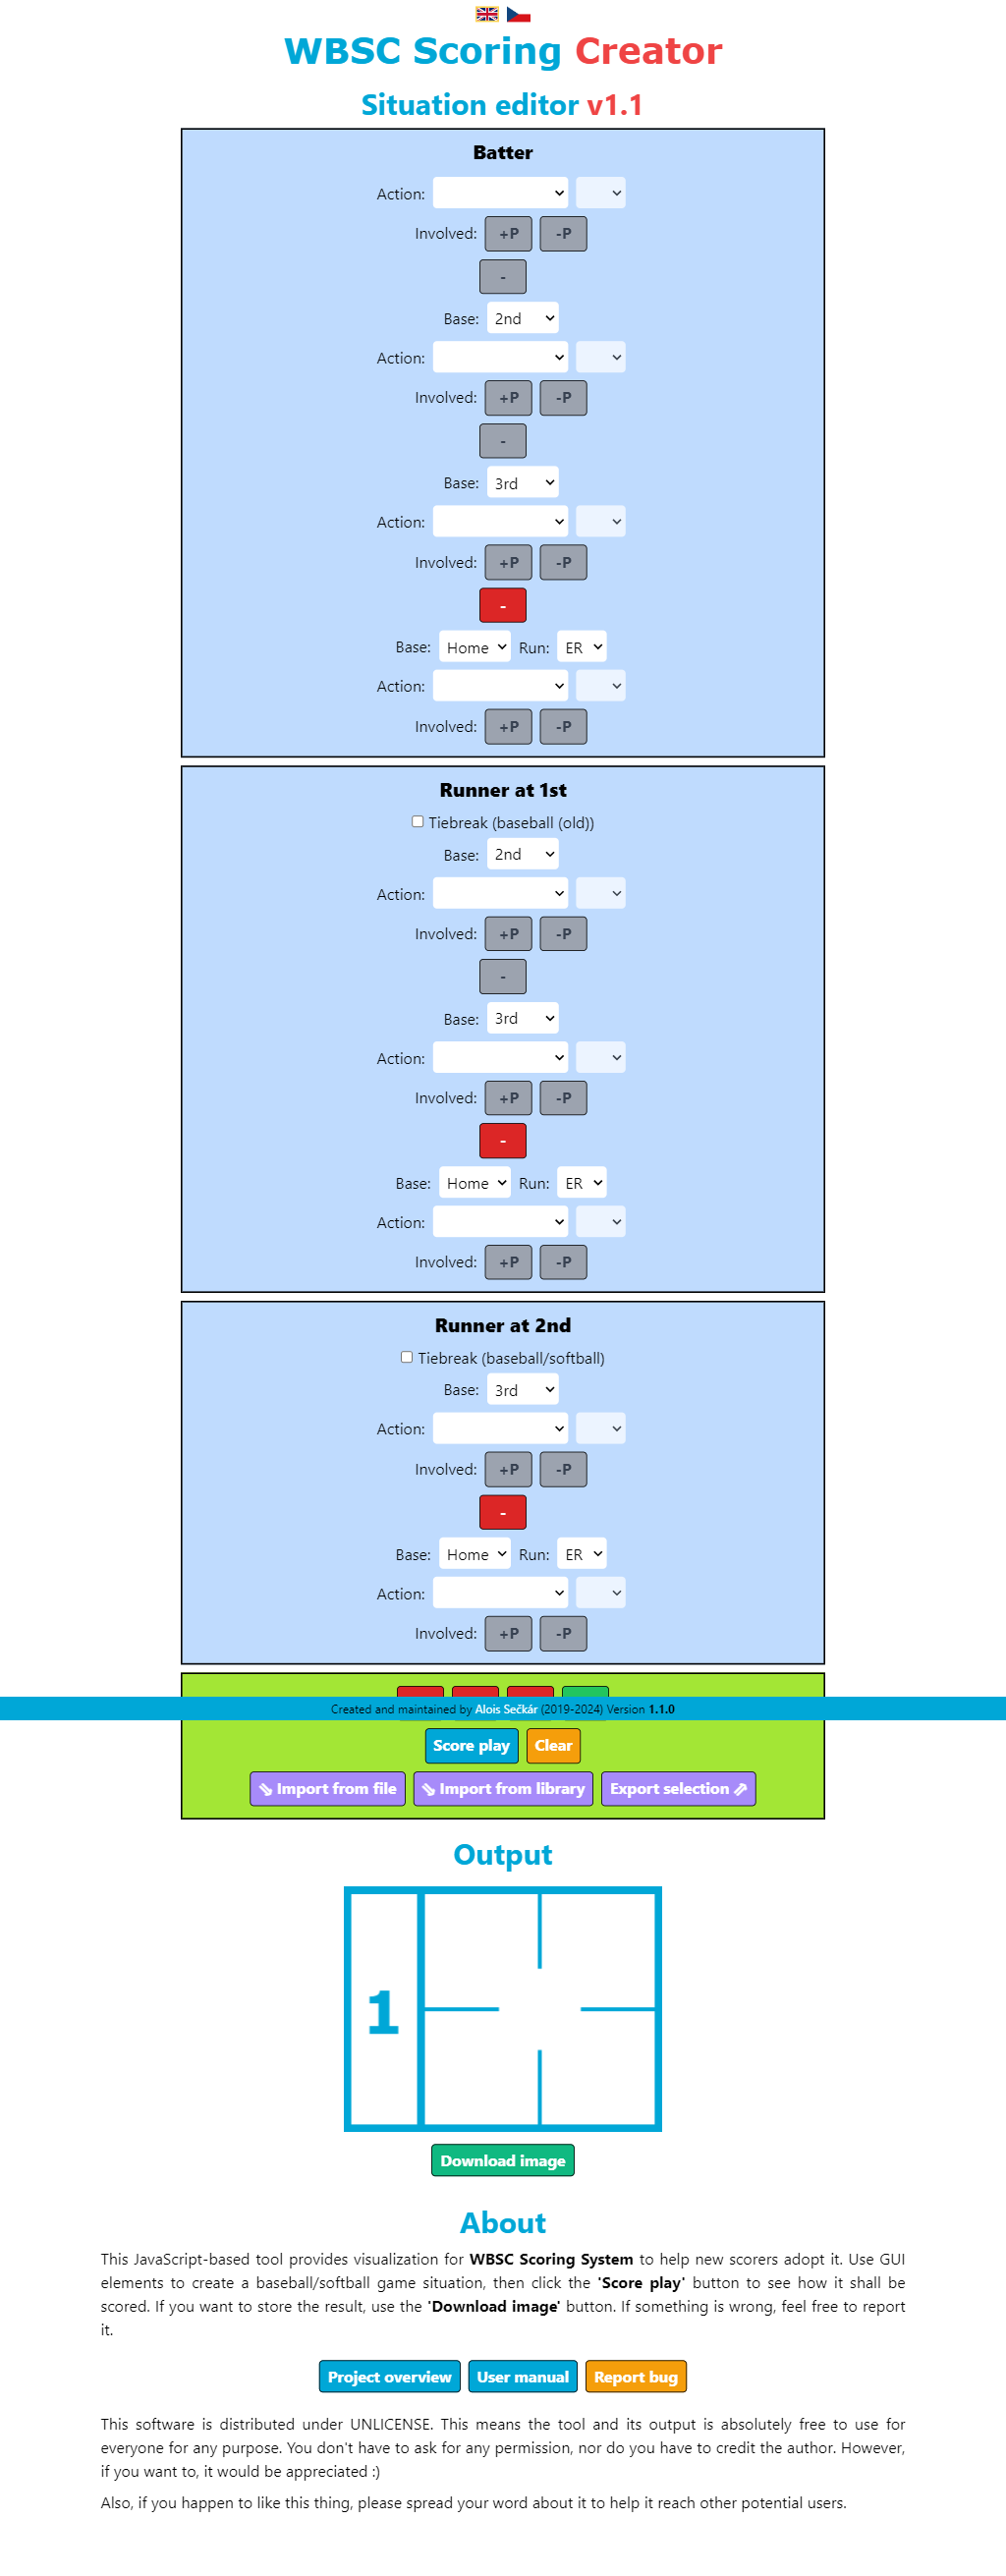 WBSC Scoring Creator
Situation editor v1.1
Batter
Action:
Involved: +P -P
-
Base: 2nd
Action:
Involved: +P -P
-
Base: 3rd
Action:
Involved: +P -P
-
Base: Home Run: ER
Action:
Involved: +P -P
Runner at 1st
Tiebreak (baseball (old))
Base: 2nd
Action:
Involved: +P -P
-
Base: 3rd
Action:
Involved: +P -P
-
Base: Home Run: ER
Action:
Involved: +P -P
Runner at 2nd
Tiebreak (baseball/softball)
Base: 3rd
Action:
Involved: +P -P
-
Base: Home Run: ER
Action:
Involved: +P -P
Created and maintained by Alois Sečkár (2019-2024) Version 1.1.0
Score play Clear
⇘ Import from file ⇘ Import from library Export selection ⇗
Output
1
Download image
About
This JavaScript-based tool provides visualization for WBSC Scoring System to help new scorers adopt it. Use GUI
elements to create a baseball/softball game situation, then click the 'Score play' button to see how it shall be
scored. If you want to store the result, use the 'Download image' button. If something is wrong, feel free to report
it.
Project overview User manual Report bug
This software is distributed under UNLICENSE. This means the tool and its output is absolutely free to use for
everyone for any purpose. You don't have to ask for any permission, nor do you have to credit the author. However,
if you want to, it would be appreciated :)
Also, if you happen to like this thing, please spread your word about it to help it reach other potential users.